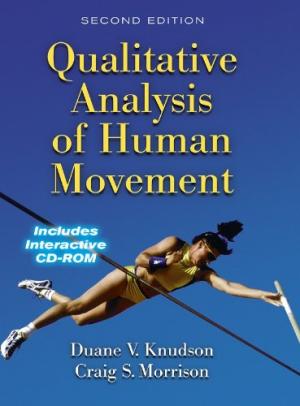 SECOND EDITION
Qualitative
Analysis
of Human
Movement
Includes
Interactive
CD-ROM
Duane V. Knudson
Craig S. Morrison